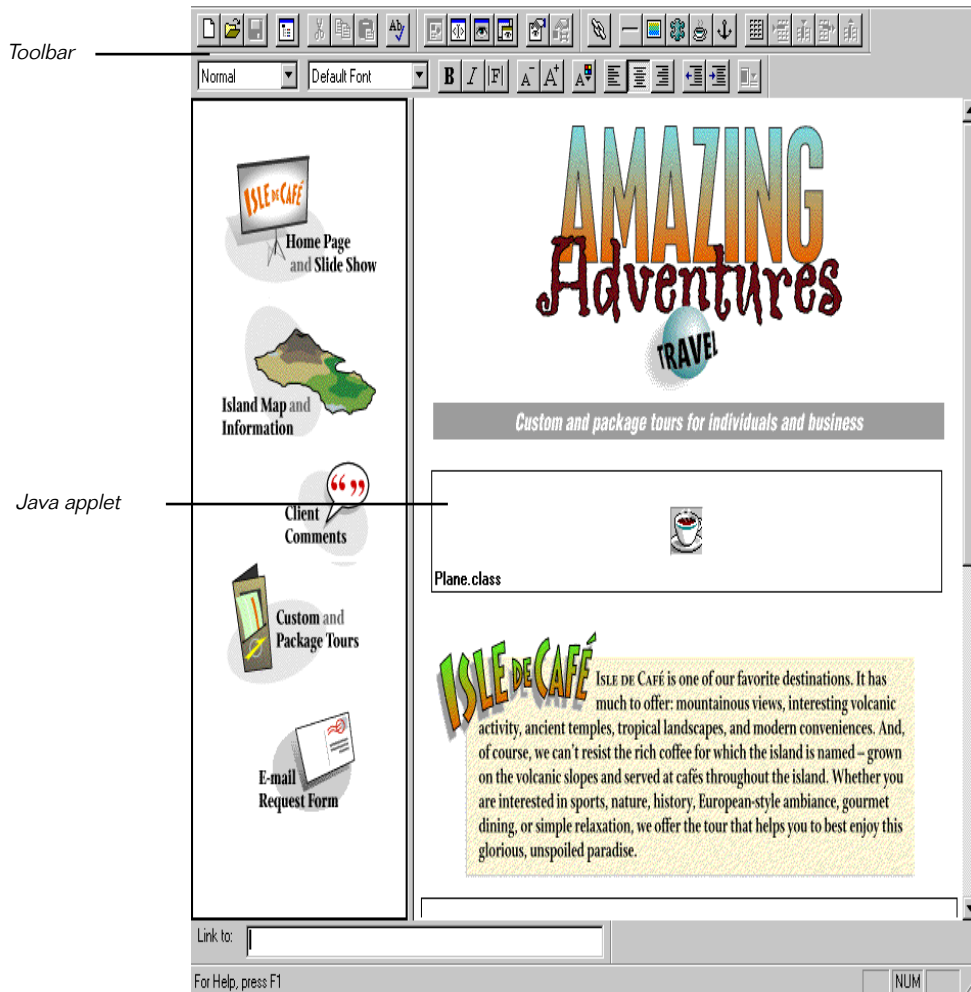 Toolbar
Normal
Default Font
B I F A A A
ISLE DE CAFÉ
Home Page
and Slide Show
Island Map and
Information
Client
Comments
Custom and
Package Tours
E-mail
Request Form
AMAZING
Adventures
TRAVEL
Custom and package tours for individuals and business
Java applet
Plane.class
ISLE DE CAFÉ
ISLE DE CAFÉ is one of our favorite destinations. It has
much to offer: mountainous views, interesting volcanic
activity, ancient temples, tropical landscapes, and modern conveniences. And,
of course, we can't resist the rich coffee for which the island is named – grown
on the volcanic slopes and served at cafés throughout the island. Whether you
are interested in sports, nature, history, European-style ambiance, gourmet
dining, or simple relaxation, we offer the tour that helps you to best enjoy this
glorious, unspoiled paradise.
Link to:
For Help, press F1
NUM